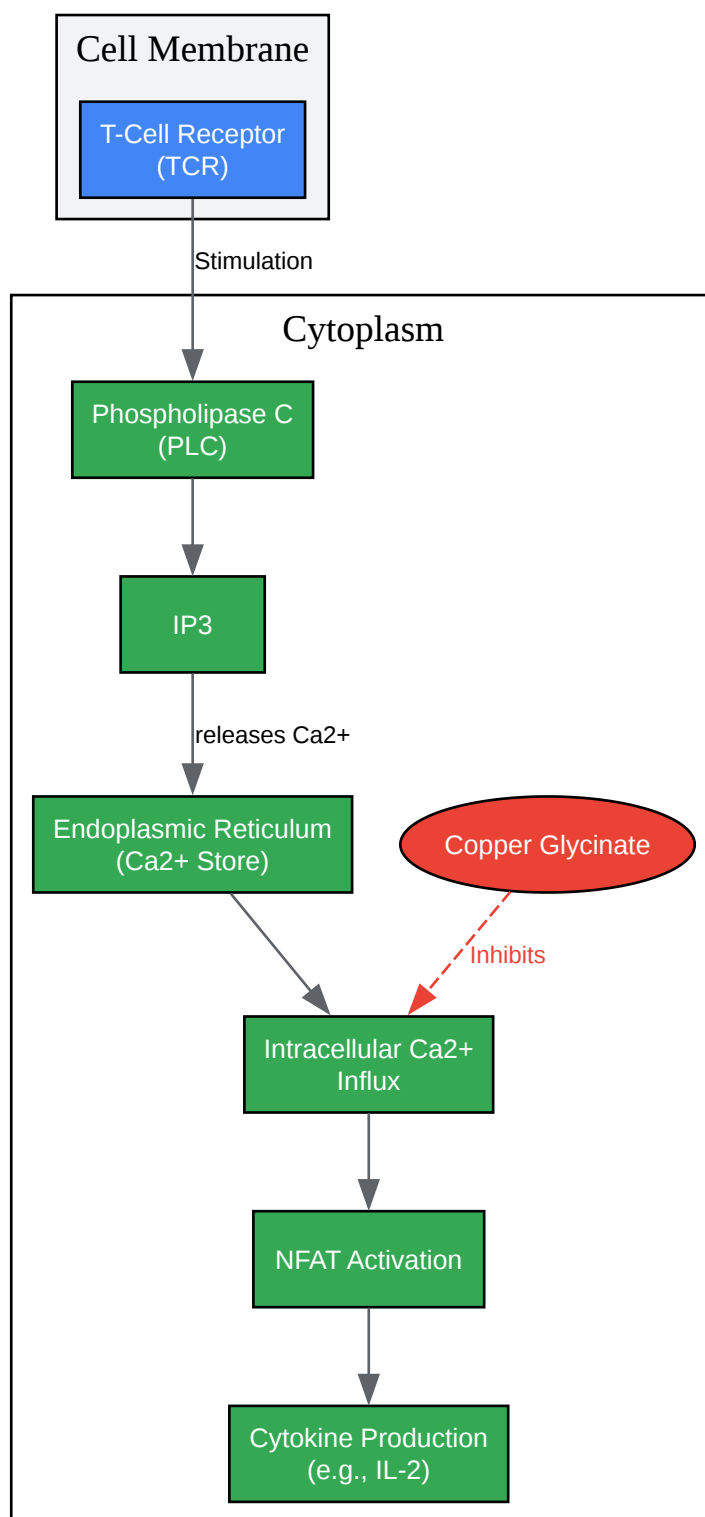 Cell Membrane
T-Cell Receptor
(TCR)
Stimulation
Cytoplasm
Phospholipase C
(PLC)
IP3
releases Ca2+
Endoplasmic Reticulum
(Ca2+ Store)
Copper Glycinate
Inhibits
Intracellular Ca2+
Influx
NFAT Activation
Cytokine Production
(e.g., IL-2)